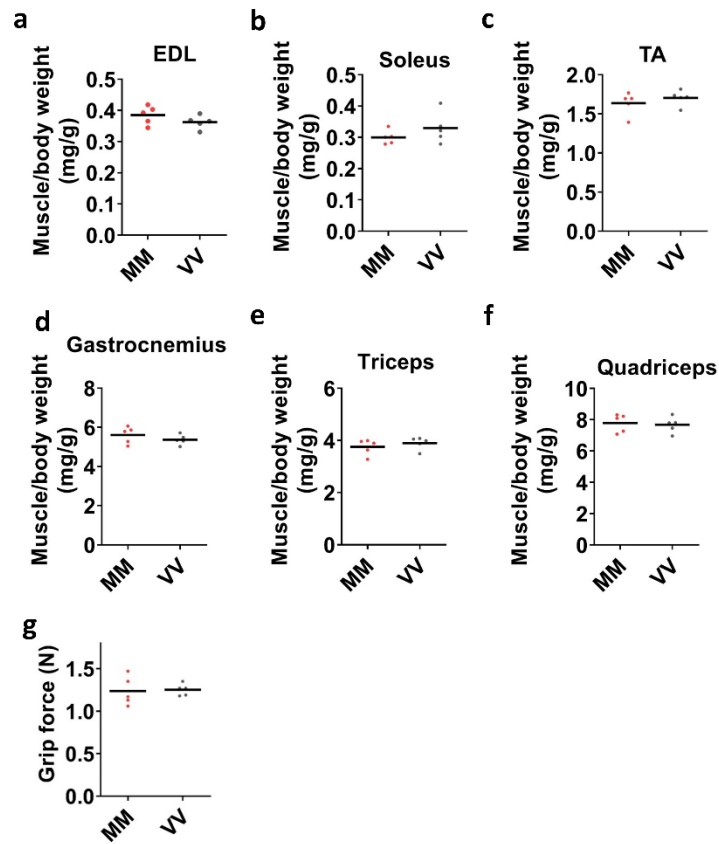 a
EDL
Muscle/body weight
(mg/g)
0.5
0.4
0.3
0.2
0.1
0.0
MM
VV
b
Soleus
Muscle/body weight
(mg/g)
0.5
0.4
0.3
0.2
0.1
0.0
MM
VV
c
TA
Muscle/body weight
(mg/g)
2.0
1.5
1.0
0.5
0.0
MM
VV
d
Gastrocnemius
Muscle/body weight
(mg/g)
8
6
4
2
0
MM
VV
e
Triceps
Muscle/body weight
(mg/g)
6
4
2
0
MM
VV
f
Quadriceps
Muscle/body weight
(mg/g)
10
8
6
4
2
0
MM
VV
g
Grip force (N)
1.5
1.0
0.5
0.0
MM
VV